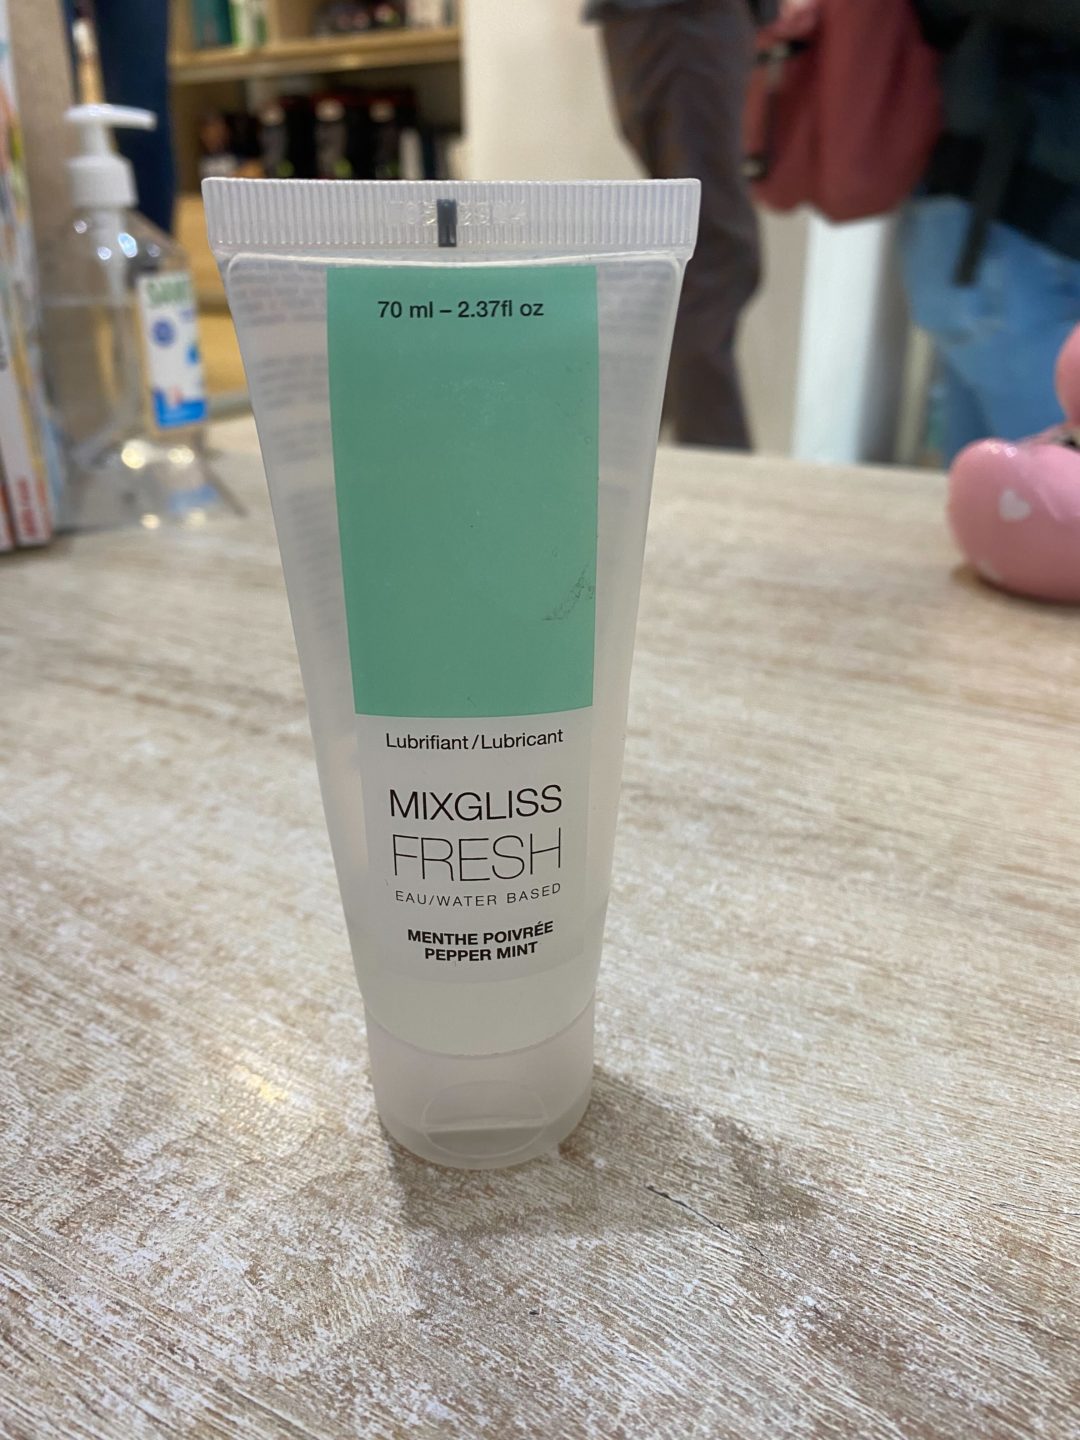 70 ml – 2.37fl oz
Lubrifiant/Lubricant
MIXGLISS
FRESH
EAU/WATER BASED
MENTHE POIVRÉE
PEPPER MINT